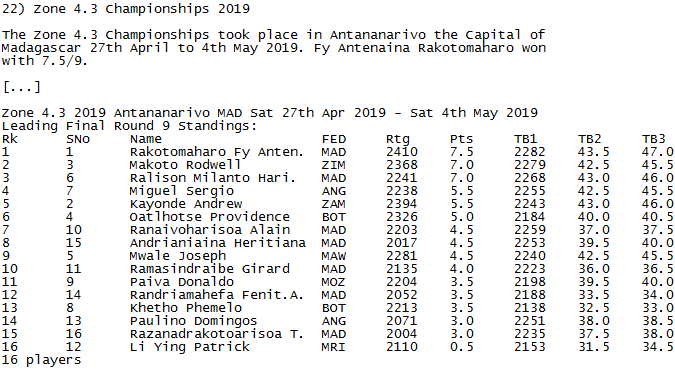 22) Zone 4.3 Championships 2019
The Zone 4.3 Championships took place in Antananarivo the Capital of
Madagascar 27th April to 4th May 2019. Fy Antenaina Rakotomaharo won
with 7.5/9.
[...]
Zone 4.3 2019 Antananarivo MAD Sat 27th Apr 2019 - Sat 4th May 2019
Leading Final Round 9 Standings:
Rk SNo Name FED Rtg Pts TB1 TB2 TB3
1 1 Rakotomaharo Fy Anten. MAD 2410 7.5 2282 43.5 47.0
2 3 Makoto Rodwell ZIM 2368 7.0 2279 42.5 45.5
3 6 Ralison Milanto Hari. MAD 2241 7.0 2268 43.0 46.0
4 7 Miguel Sergio ANG 2238 5.5 2255 42.5 45.5
5 2 Kayonde Andrew ZAM 2394 5.5 2243 43.0 46.0
6 4 Oatlhotse Providence BOT 2326 5.0 2184 40.0 40.5
7 10 Ranaivoharisoa Alain MAD 2203 4.5 2259 37.0 37.5
8 15 Andrianiaina Heritiana MAD 2017 4.5 2253 39.5 40.0
9 5 Mwale Joseph MAW 2281 4.5 2240 42.5 45.5
10 11 Ramasindraibe Girard MAD 2135 4.0 2223 36.0 36.5
11 9 Paiva Donaldo MOZ 2204 3.5 2198 39.5 40.0
12 14 Randriamahefa Fenit.A. MAD 2052 3.5 2188 33.5 34.0
13 8 Khetho Phemelo BOT 2213 3.5 2138 32.5 33.0
14 13 Paulino Domingos ANG 2071 3.0 2251 38.0 38.5
15 16 Razanadrakotoarisoa T. MAD 2004 3.0 2235 37.5 38.0
16 12 Li Ying Patrick MRI 2110 0.5 2153 31.5 34.5
16 players